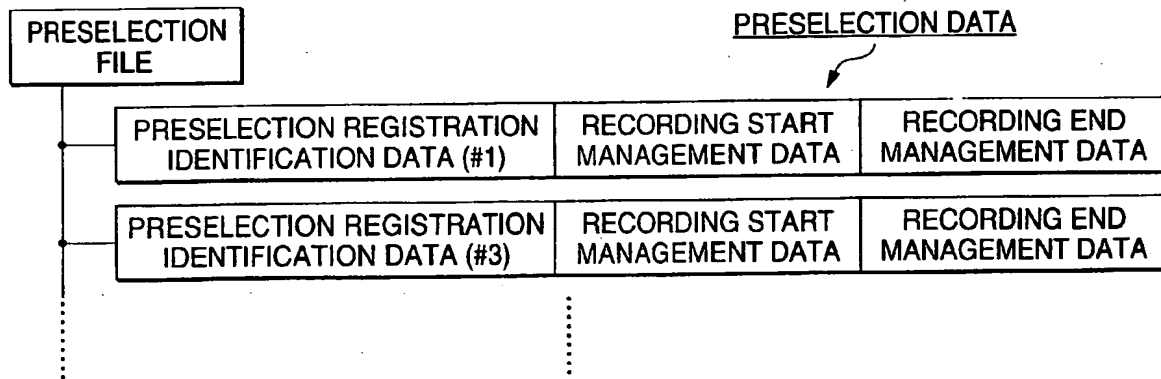 PRESELECTION
FILE
PRESELECTION DATA
PRESELECTION REGISTRATION
IDENTIFICATION DATA (#1)
RECORDING START
MANAGEMENT DATA
RECORDING END
MANAGEMENT DATA
PRESELECTION REGISTRATION
IDENTIFICATION DATA (#3)
RECORDING START
MANAGEMENT DATA
RECORDING END
MANAGEMENT DATA